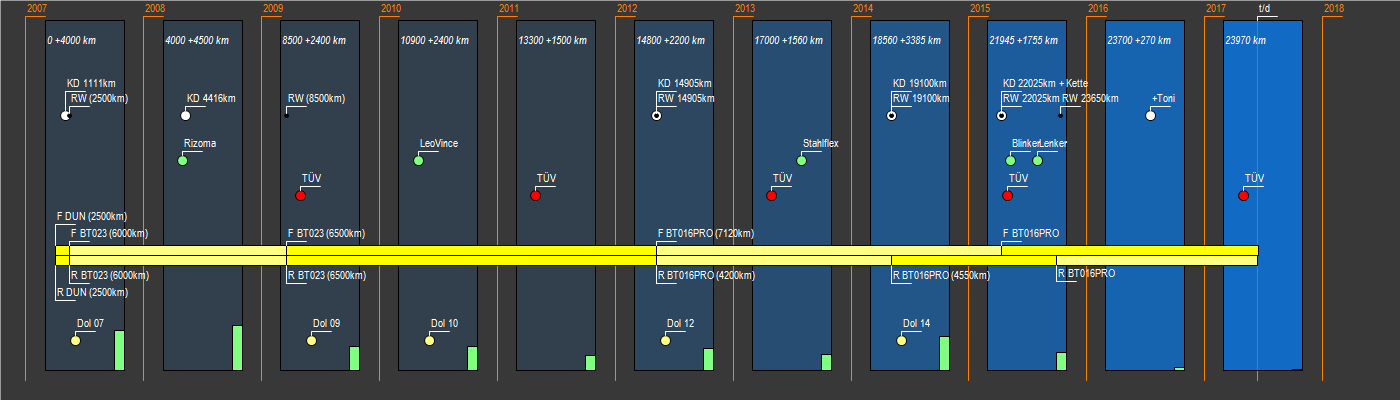 2007 2008 2009 2010 2011 2012 2013 2014 2015 2016 2017 t/d 2018
0 +4000 km 4000 +4500 km 8500 +2400 km 10900 +2400 km 13300 +1500 km 14800 +2200 km 17000 +1560 km 18560 +3385 km 21945 +1755 km 23700 +270 km 23970 km
KD 1111km KD 14905km KD 19100km KD 22025km + Kette
RW (2500km) KD 4416km RW (8500km) RW 14905km RW 19100km RW 22025km RW 23650km +Toni
Rizoma LeoVince Stahlflex Blinker Lenker
TÜV TÜV TÜV TÜV TÜV
F DUN (2500km)
F BT023 (6000km) F BT023 (6500km) F BT016PRO (7120km) F BT016PRO
R BT023 (6000km) R BT023 (6500km) R BT016PRO (4200km) R BT016PRO (4550km) R BT016PRO
R DUN (2500km)
Dol 07 Dol 09 Dol 10 Dol 12 Dol 14